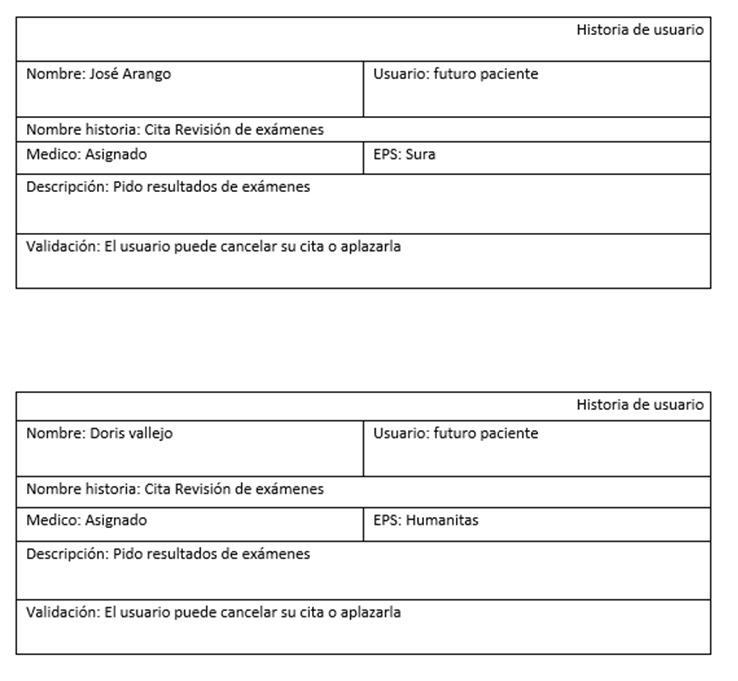 Historia de usuario
Nombre: José Arango
Usuario: futuro paciente
Nombre historia: Cita Revisión de exámenes
Medico: Asignado
EPS: Sura
Descripción: Pido resultados de exámenes
Validación: El usuario puede cancelar su cita o aplazarla
Historia de usuario
Nombre: Doris vallejo
Usuario: futuro paciente
Nombre historia: Cita Revisión de exámenes
Medico: Asignado
EPS: Humanitas
Descripción: Pido resultados de exámenes
Validación: El usuario puede cancelar su cita o aplazarla